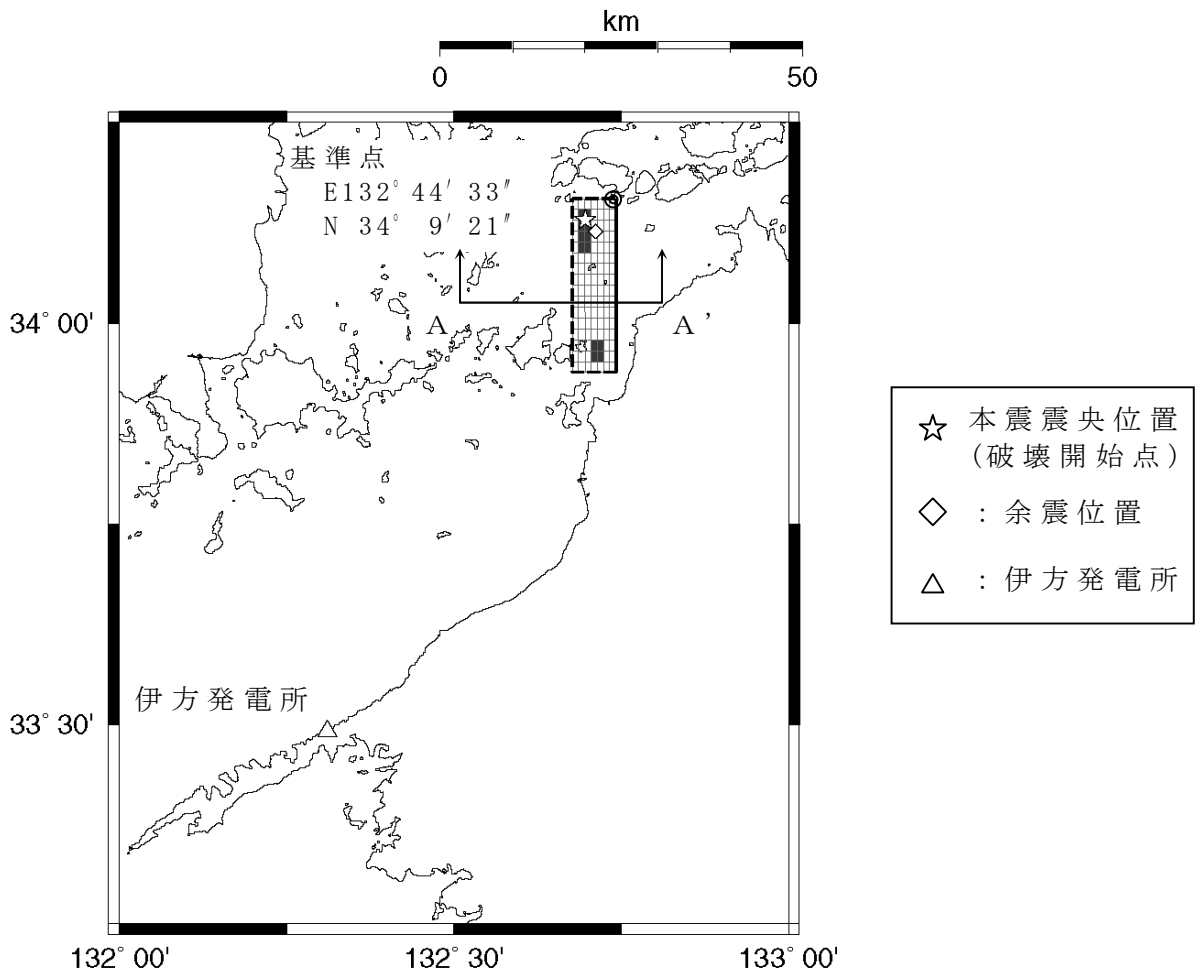 km
0
50
基準点
E132° 44′ 33″
N 34° 9′ 21″
34° 00'
A
A'
本震震央位置
(破壊開始点)
: 余震位置
: 伊方発電所
伊方発電所
33° 30'
132° 00'
132° 30'
133° 00'